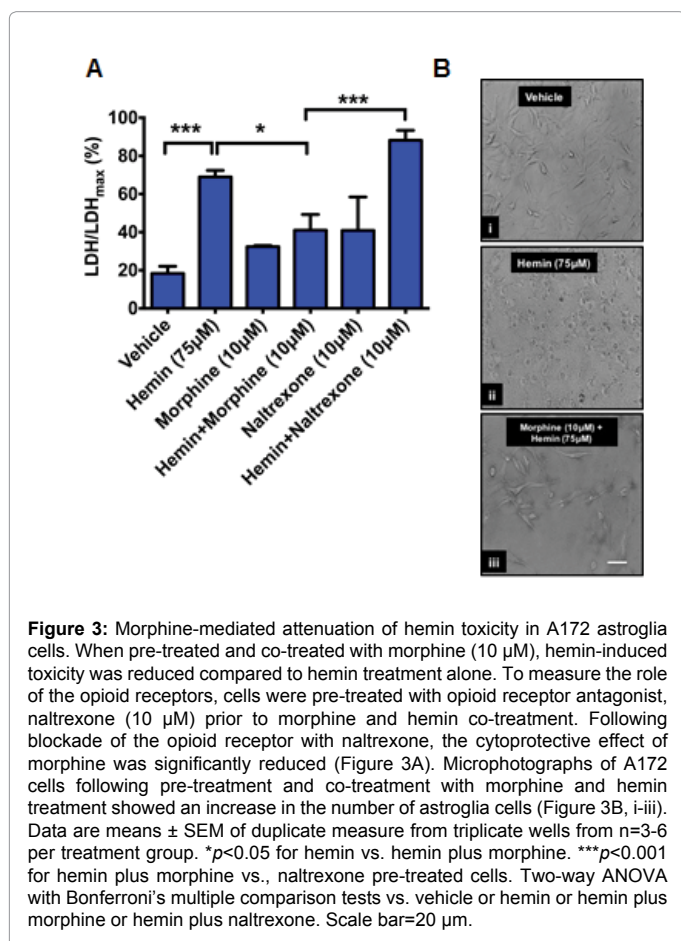 A
B
***
*
***
LDH/LDHmax (%)
100
80
60
40
20
0
Vehicle
Hemin (75µM)
Morphine (10µM)
Hemin+Morphine (10µM)
Naltrexone (10µM)
Hemin+Naltrexone (10µM)
Vehicle
i
Hemin (75µM)
ii
Morphine (10µM) +
Hemin (75µM)
iii
Figure 3: Morphine-mediated attenuation of hemin toxicity in A172 astroglia
cells. When pre-treated and co-treated with morphine (10 µM), hemin-induced
toxicity was reduced compared to hemin treatment alone. To measure the role
of the opioid receptors, cells were pre-treated with opioid receptor antagonist,
naltrexone (10 µM) prior to morphine and hemin co-treatment. Following
blockade of the opioid receptor with naltrexone, the cytoprotective effect of
morphine was significantly reduced (Figure 3A). Microphotographs of A172
cells following pre-treatment and co-treatment with morphine and hemin
treatment showed an increase in the number of astroglia cells (Figure 3B, i-iii).
Data are means ± SEM of duplicate measure from triplicate wells from n=3-6
per treatment group. *p<0.05 for hemin vs. hemin plus morphine. ***p<0.001
for hemin plus morphine vs., naltrexone pre-treated cells. Two-way ANOVA
with Bonferroni's multiple comparison tests vs. vehicle or hemin or hemin plus
morphine or hemin plus naltrexone. Scale bar=20 µm.